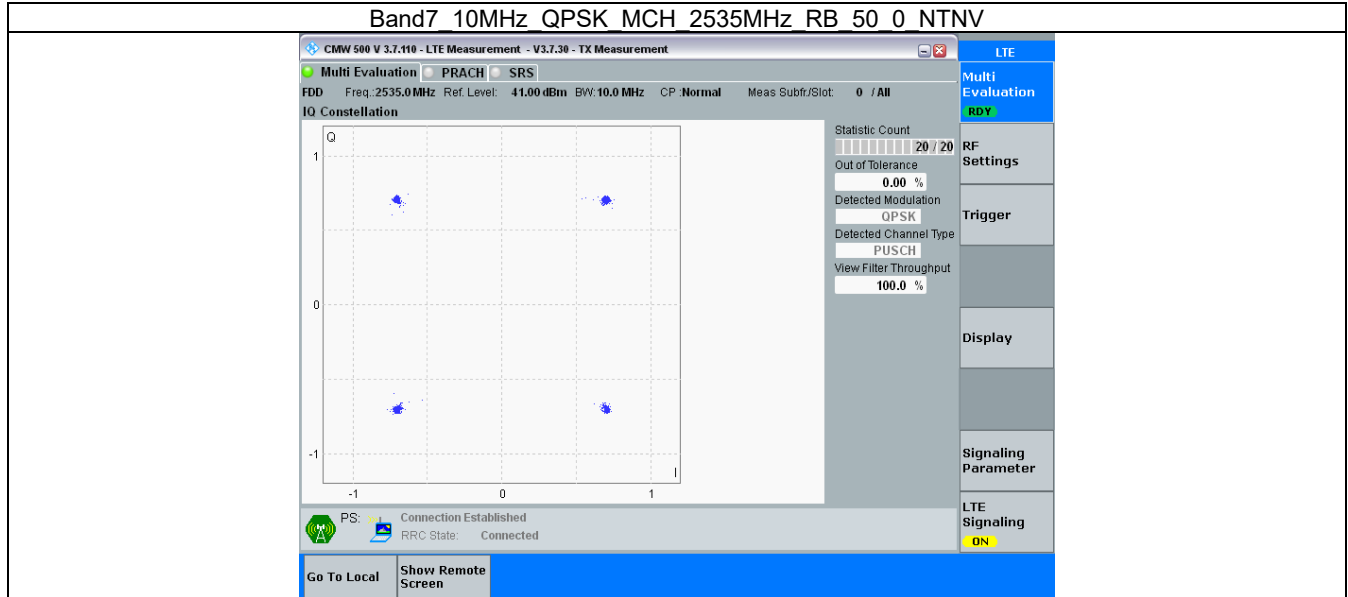 Band7_10MHz_QPSK_MCH_2535MHz_RB_50_0_NTNV
CMW 500 V 3.7.110 - LTE Measurement - V3.7.30 - TX Measurement
LTE
Multi Evaluation PRACH SRS
FDD Freq.:2535.0 MHz Ref. Level: 41.00 dBm BW:10.0 MHz CP :Normal Meas Subfr/Slot: 0 / All
IQ Constellation
Q
1
0
-1
I
-1 0 1
Statistic Count
20 / 20
Out of Tolerance
0.00 %
Detected Modulation
QPSK
Detected Channel Type
PUSCH
View Filter Throughput
100.0 %
Multi
Evaluation
RDY
RF
Settings
Trigger
Display
Signaling
Parameter
LTE
Signaling
ON
PS: Connection Established
RRC State: Connected
Go To Local
Show Remote
Screen